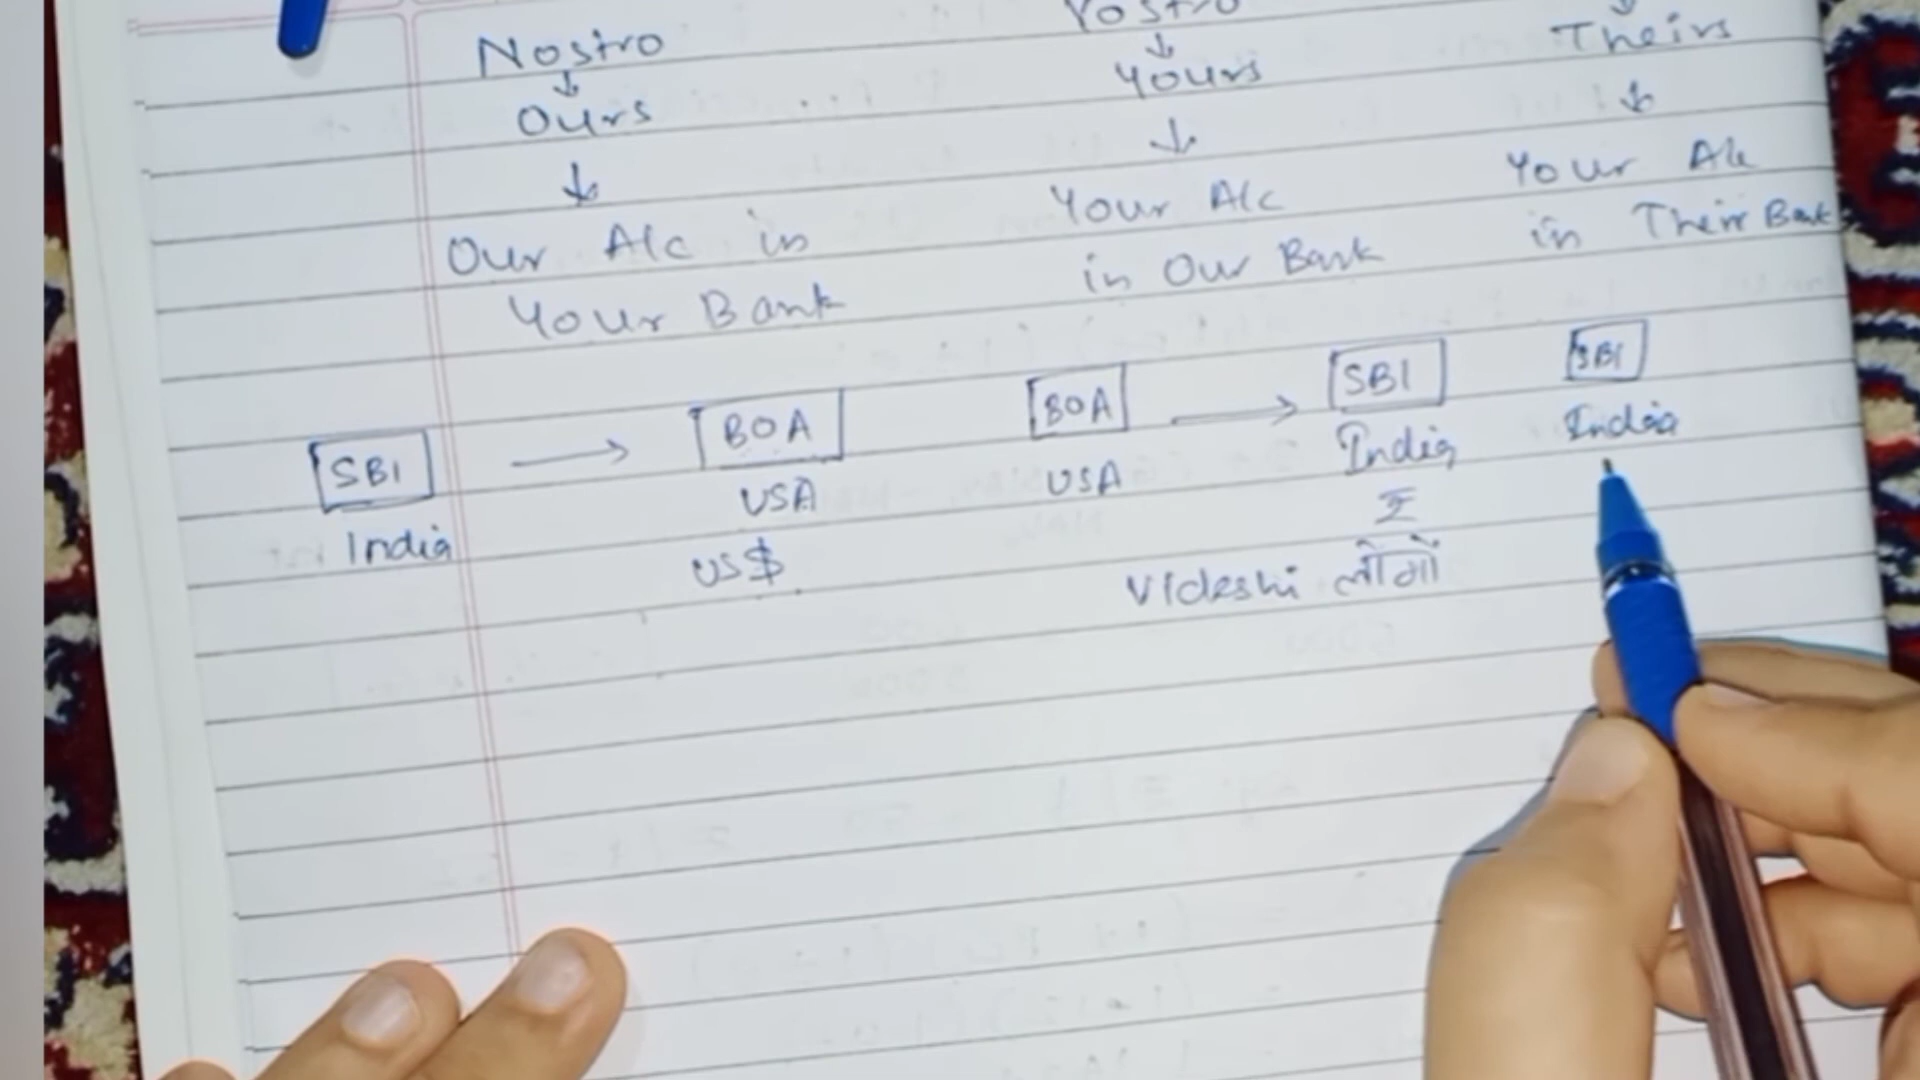 Nostro
Ours
Our A/c in
Your Bank
SBI
India
BOA
USA
US$
Vostro
Yours
Your A/c
in Our Bank
BOA
USA
SBI
India
₹
Videshi लोगों
Theirs
Your A/c
in Their Bank
SBI
India